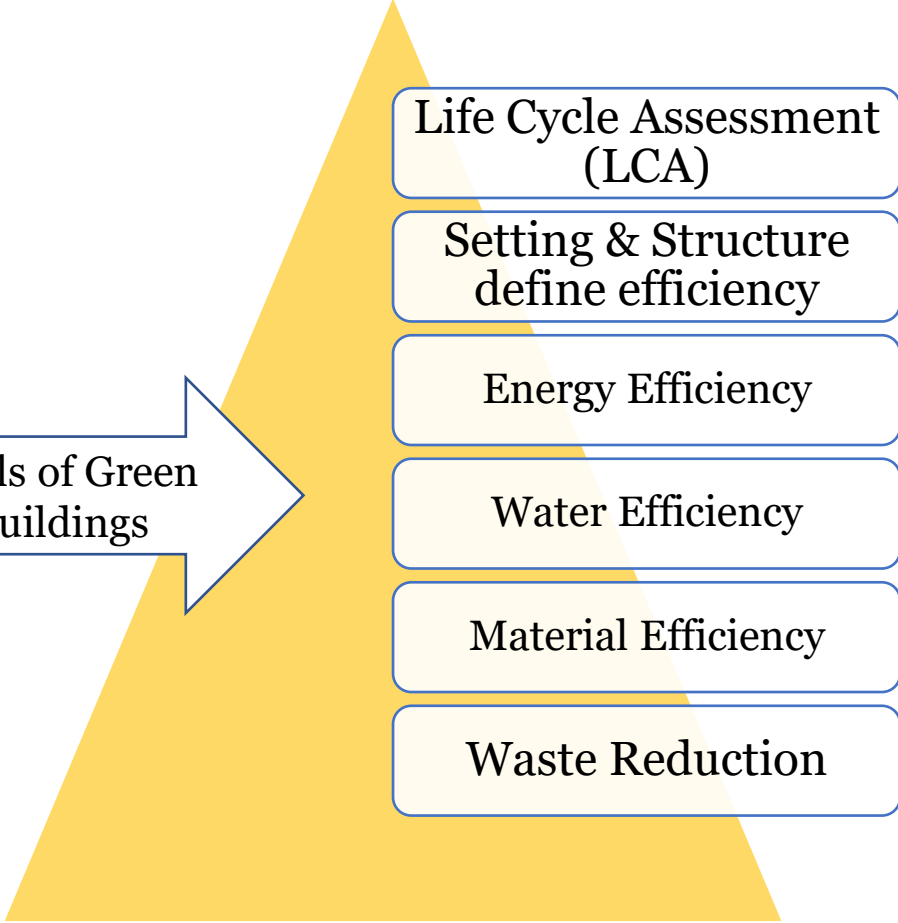 Life Cycle Assessment
(LCA)
Setting & Structure
define efficiency
Energy Efficiency
ls of Green
uildings
Water Efficiency
Material Efficiency
Waste Reduction